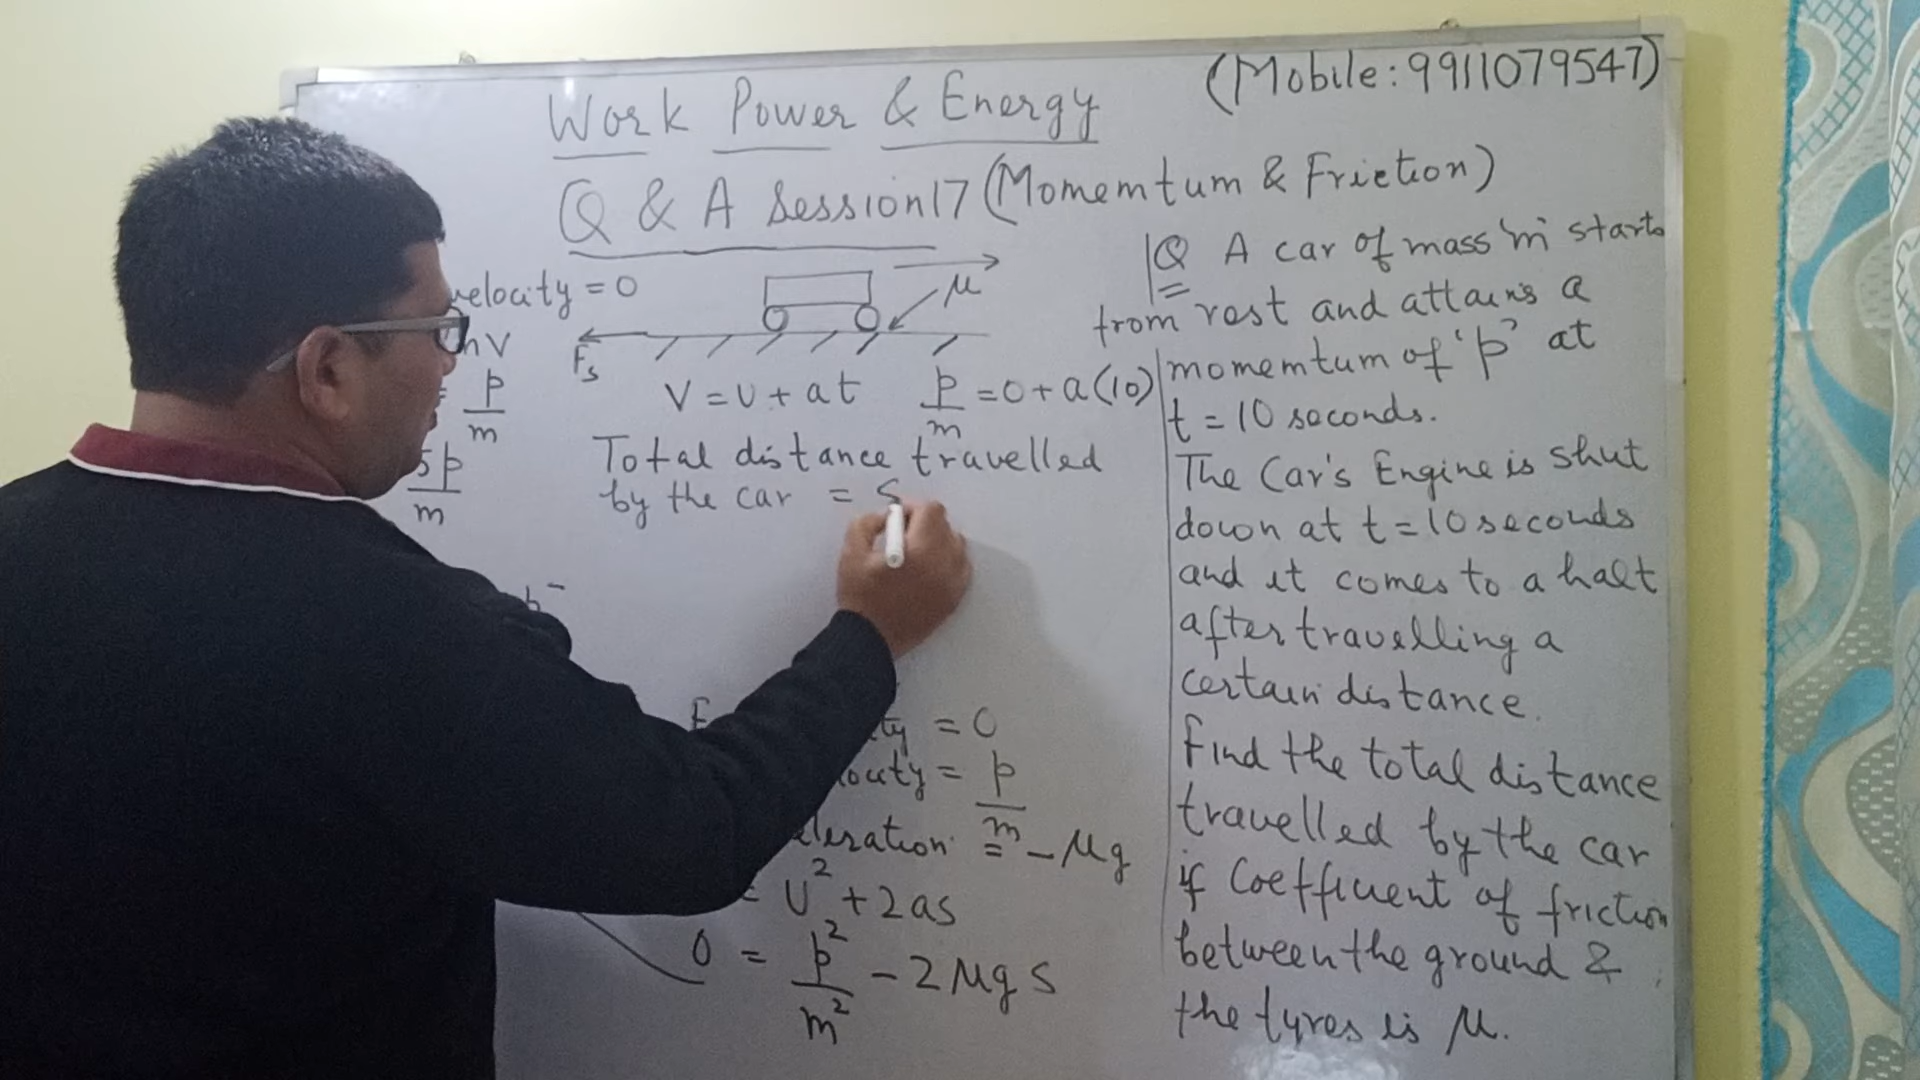 Work Power & Energy
(Mobile: 9911079547)
Q & A Session 17 (Momemtum & Friction)
velocity = 0
μ
Fs
p/m
V = U + at
p/m = 0 + a(10)
5p/m
Total distance travelled
by the car = S
= 0
= p/m
= -μg
U² + 2as
0 = p²/m² - 2μgs
Q A car of mass 'm' starts
from rest and attains a
momemtum of 'p' at
t = 10 seconds.
The Car's Engine is shut
down at t = 10 seconds
and it comes to a halt
after travelling a
certain distance.
Find the total distance
travelled by the car
if Coefficient of friction
between the ground &
the tyres is μ.